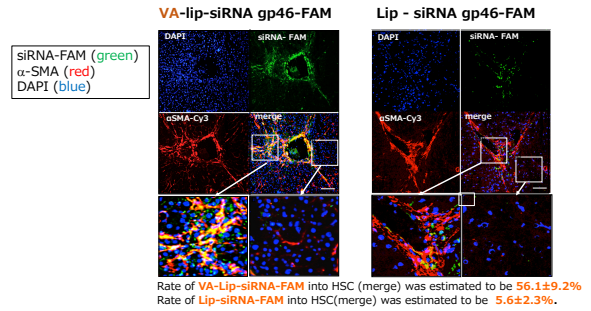 VA-lip-siRNA gp46-FAM
Lip - siRNA gp46-FAM
siRNA-FAM (green)
α-SMA (red)
DAPI (blue)
DAPI
siRNA- FAM
αSMA-Cy3
merge
DAPI
siRNA- FAM
αSMA-Cy3
merge
Rate of VA-Lip-siRNA-FAM into HSC (merge) was estimated to be 56.1±9.2%
Rate of Lip-siRNA-FAM into HSC(merge) was estimated to be 5.6±2.3%.